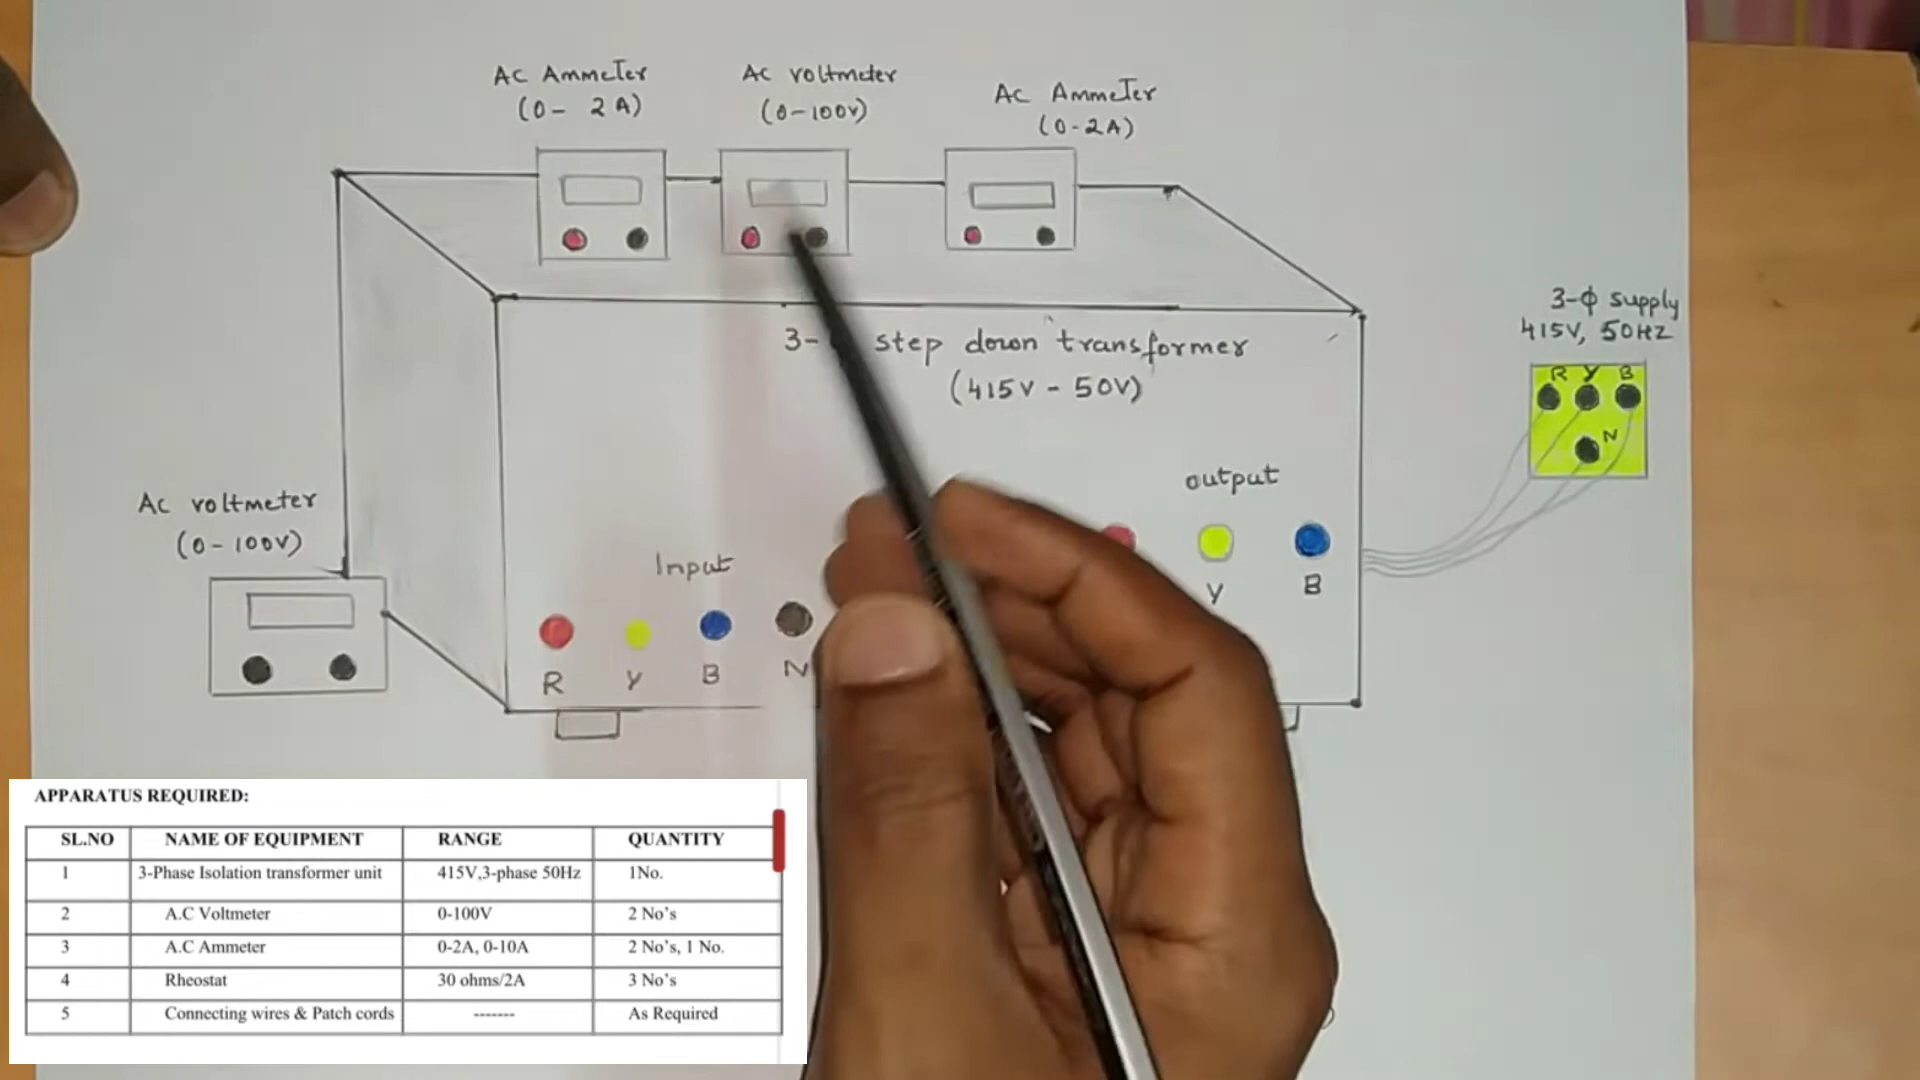 AC Ammeter
(0 - 2A)
AC voltmeter
(0-100V)
AC Ammeter
(0-2A)
3-ϕ supply
415V, 50HZ
R Y B
N
3- step down transformer
(415V - 50V)
output
Y
B
AC voltmeter
(0-100V)
Input
R
Y
B
N
APPARATUS REQUIRED:
SL.NO NAME OF EQUIPMENT RANGE QUANTITY
1 3-Phase Isolation transformer unit 415V,3-phase 50Hz 1No.
2 A.C Voltmeter 0-100V 2 No's
3 A.C Ammeter 0-2A, 0-10A 2 No's, 1 No.
4 Rheostat 30 ohms/2A 3 No's
5 Connecting wires & Patch cords ------- As Required